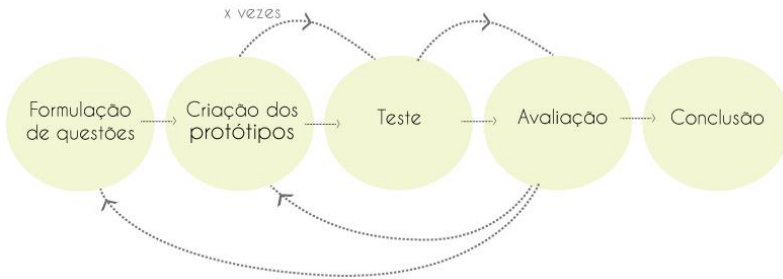 x vezes
Formulação
de questões
Criação dos
protótipos
Teste
Avaliação
Conclusão